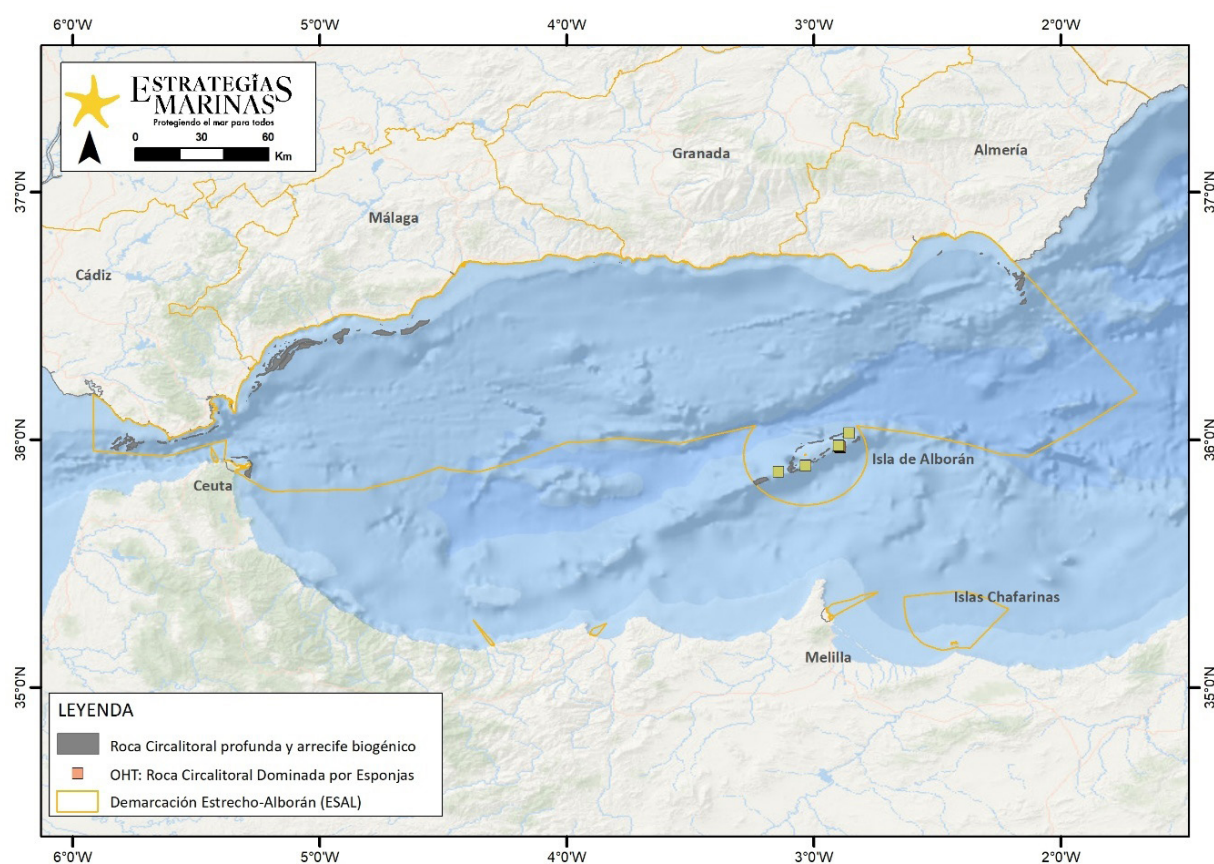 6°0'W 5°0'W 4°0'W 3°0'W 2°0'W
ESTRATEGIAS
MARINAS
Protegiendo el mar para todos
0 30 60
Km
37°0'N 37°0'N
36°0'N 36°0'N
35°0'N 35°0'N
Granada
Almería
Málaga
Cádiz
Isla de Alborán
Ceuta
Islas Chafarinas
Melilla
LEYENDA
Roca Circalitoral profunda y arrecife biogénico
OHT: Roca Circalitoral Dominada por Esponjas
Demarcación Estrecho-Alborán (ESAL)
6°0'W 5°0'W 4°0'W 3°0'W 2°0'W